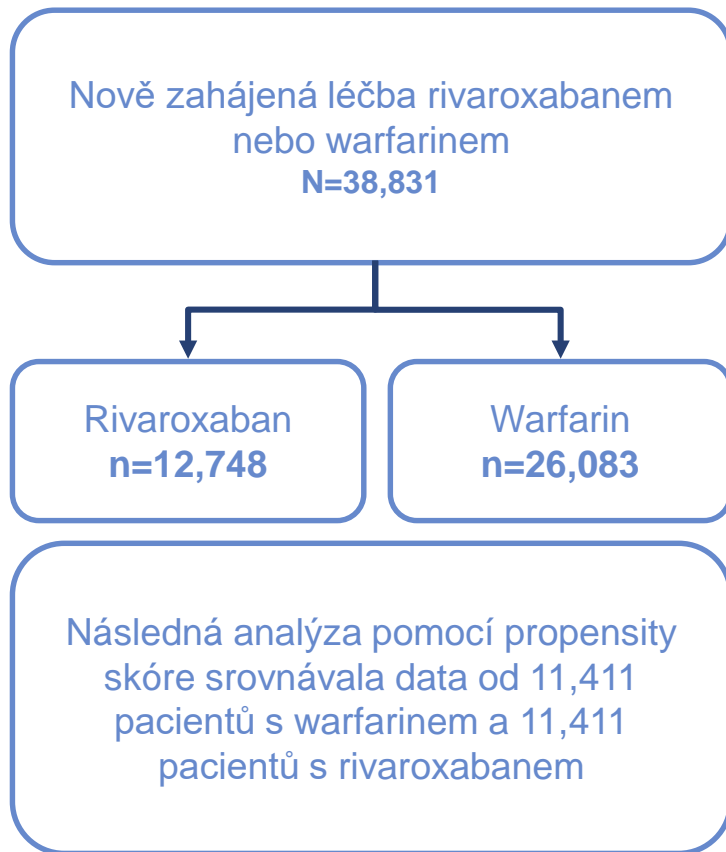 Nově zahájená léčba rivaroxabanem
nebo warfarinem
N=38,831
Rivaroxaban
n=12,748
Warfarin
n=26,083
Následná analýza pomocí propensity
skóre srovnávala data od 11,411
pacientů s warfarinem a 11,411
pacientů s rivaroxabanem